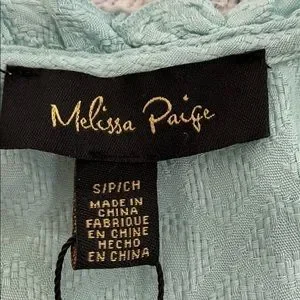 Melissa Paige
S/P/CH
MADE IN
CHINA
FABRIQUE
EN CHINE
HECHO
EN CHINA